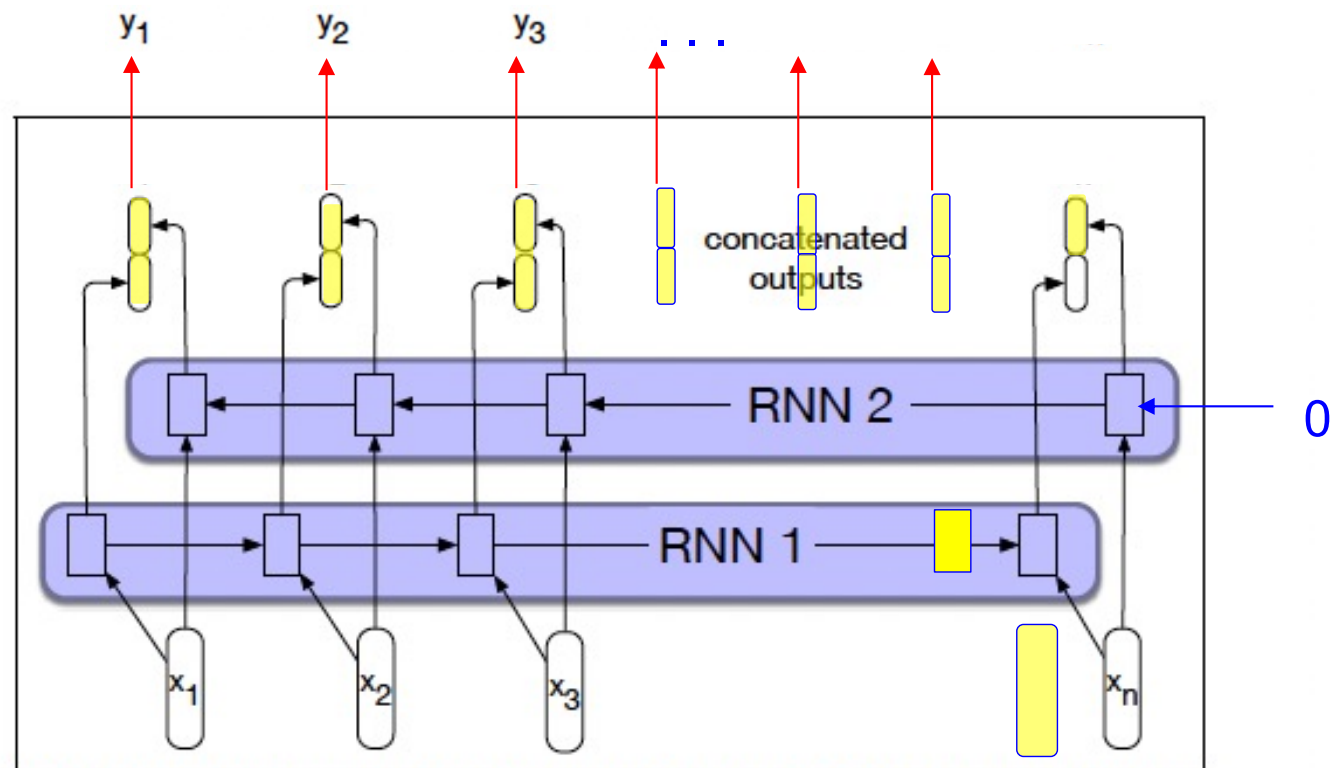 y1 y2 y3 . . .
concatenated
outputs
RNN 2 0
RNN 1
x1 x2 x3 xn